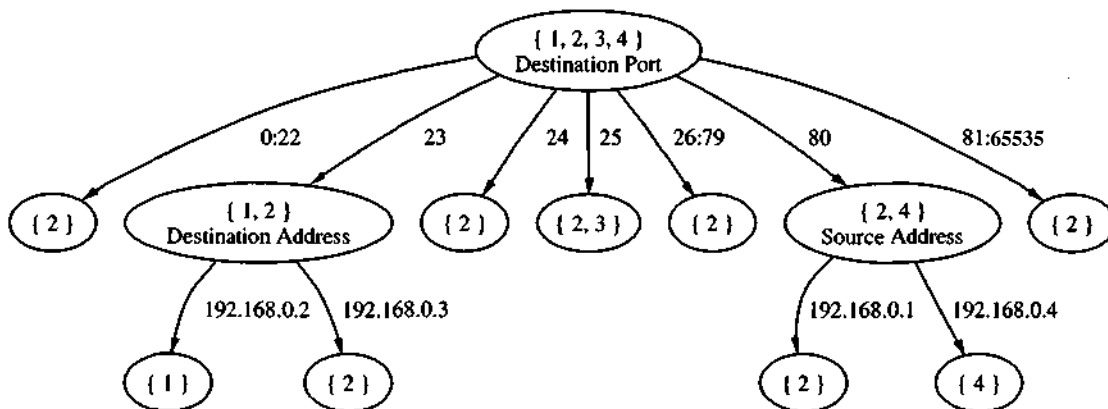 { 1, 2, 3, 4 }
Destination Port
0:22
23
24
25
26:79
80
81:65535
{ 2 }
{ 1, 2 }
Destination Address
{ 2 }
{ 2, 3 }
{ 2 }
{ 2, 4 }
Source Address
{ 2 }
192.168.0.2
192.168.0.3
192.168.0.1
192.168.0.4
{ 1 }
{ 2 }
{ 2 }
{ 4 }